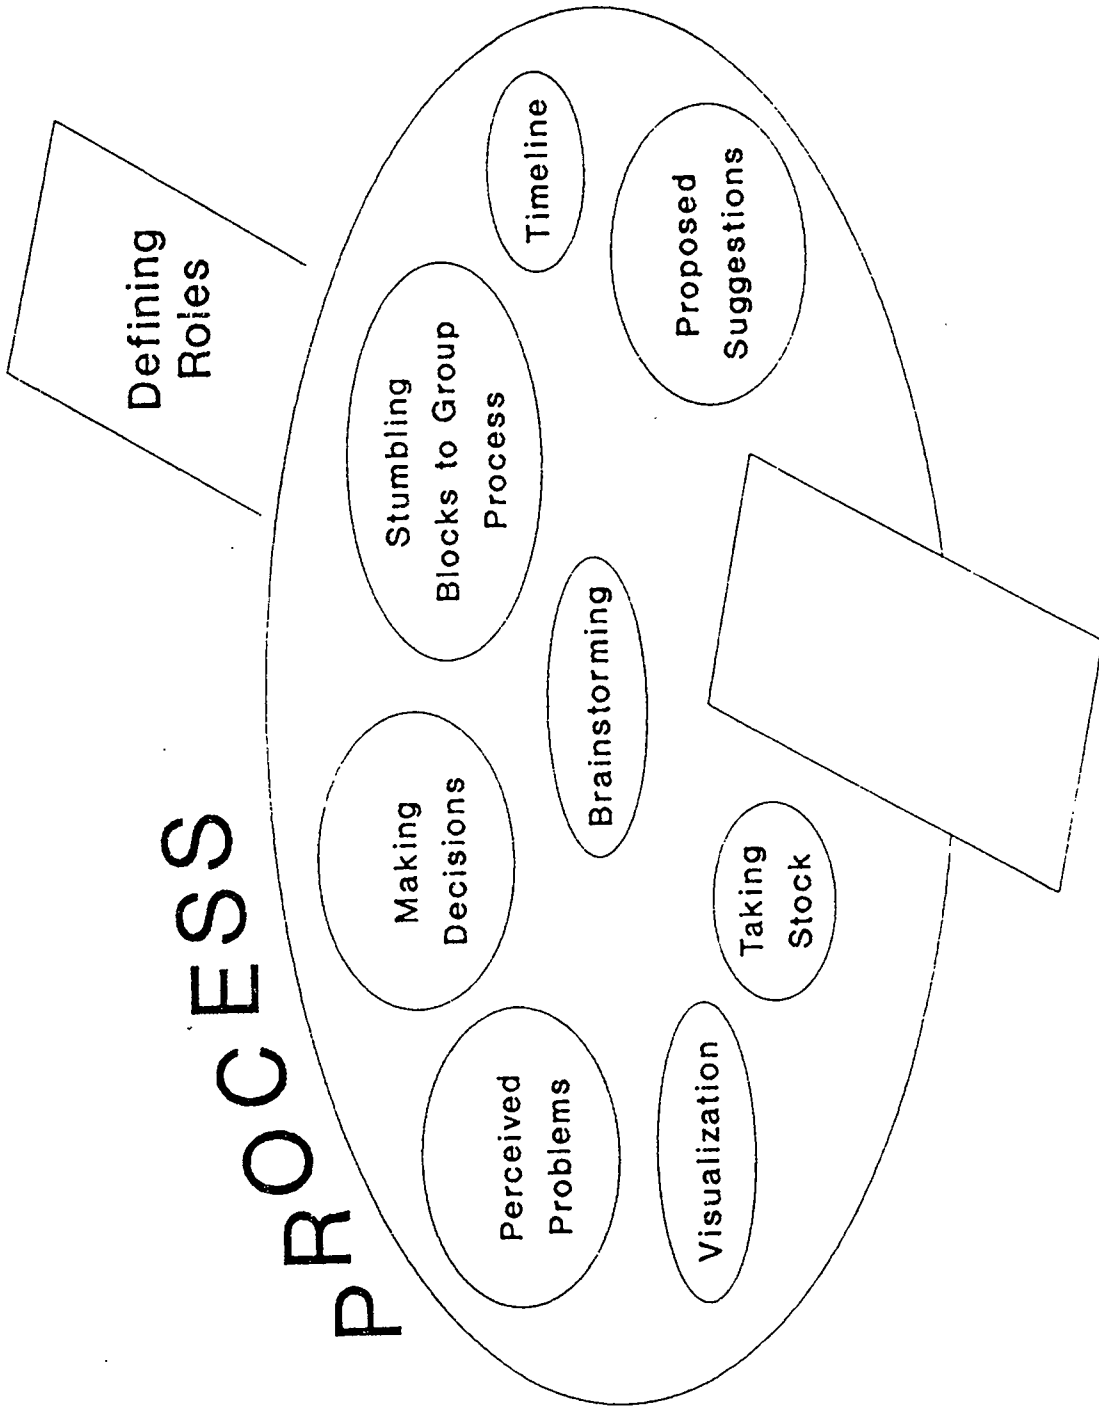 PROCESS
Defining
Roles
Perceived
Problems
Making
Decisions
Stumbling
Blocks to Group
Process
Timeline
Visualization
Taking
Stock
Brainstorming
Proposed
Suggestions